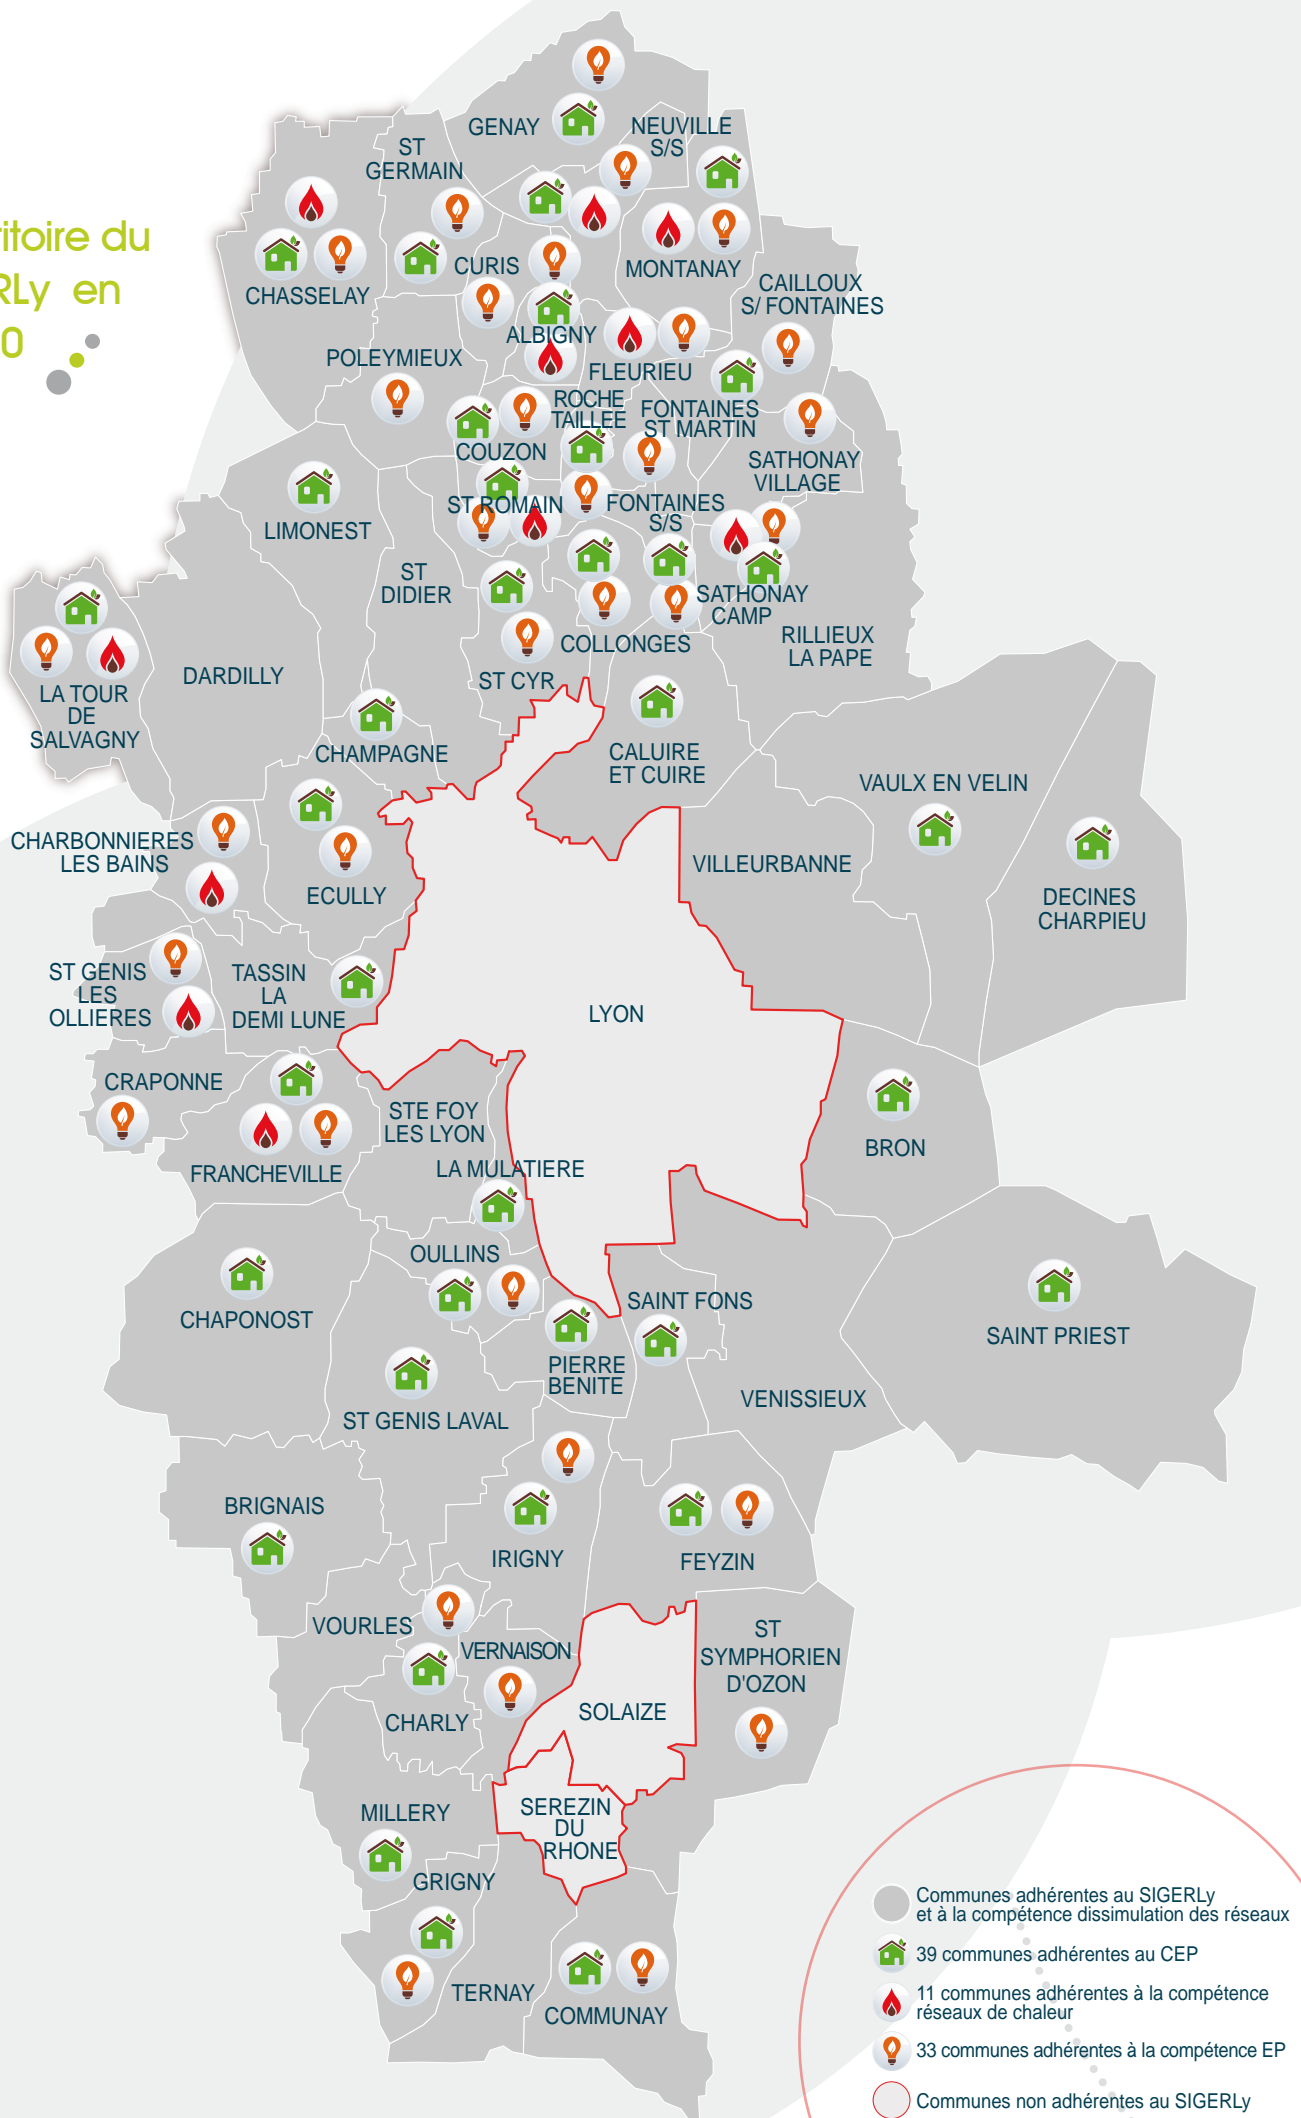 ritoire du
RLy en
0
GENAY
NEUVILLE
S/S
ST
GERMAIN
CURIS
MONTANAY
CHASSELAY
CAILLOUX
S/ FONTAINES
ALBIGNY
POLEYMIEUX
FLEURIEU
ROCHE
TAILLEE
FONTAINES
ST MARTIN
COUZON
SATHONAY
VILLAGE
ST ROMAIN
FONTAINES
S/S
LIMONEST
ST
DIDIER
SATHONAY
CAMP
RILLIEUX
LA PAPE
COLLONGES
DARDILLY
ST CYR
LA TOUR
DE
SALVAGNY
CHAMPAGNE
CALUIRE
ET CUIRE
VAULX EN VELIN
CHARBONNIERES
LES BAINS
VILLEURBANNE
ECULLY
DECINES
CHARPIEU
ST GENIS
LES
OLLIERES
TASSIN
LA
DEMI LUNE
LYON
CRAPONNE
STE FOY
LES LYON
BRON
FRANCHEVILLE
LA MULATIERE
OULLINS
SAINT FONS
CHAPONOST
SAINT PRIEST
PIERRE
BENITE
VENISSIEUX
ST GENIS LAVAL
BRIGNAIS
IRIGNY
FEYZIN
VOURLES
VERNAISON
ST
SYMPHORIEN
D'OZON
SOLAIZE
CHARLY
MILLERY
SEREZIN
DU
RHONE
GRIGNY
TERNAY
COMMUNAY
Communes adhérentes au SIGERLy
et à la compétence dissimulation des réseaux
39 communes adhérentes au CEP
11 communes adhérentes à la compétence
réseaux de chaleur
33 communes adhérentes à la compétence EP
Communes non adhérentes au SIGERLy